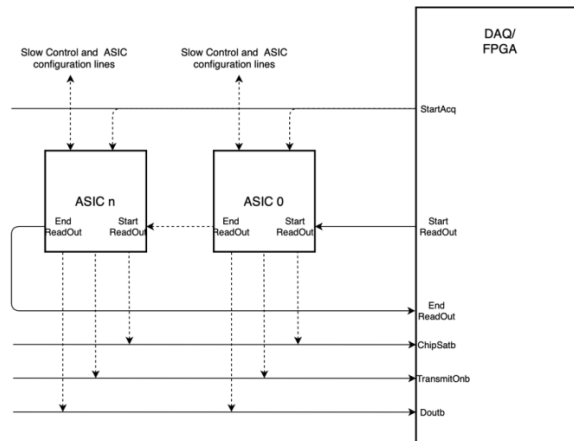 Slow Control and ASIC
configuration lines
Slow Control and ASIC
configuration lines
DAQ/
FPGA
StartAcq
ASIC n
End
ReadOut
Start
ReadOut
ASIC 0
End
ReadOut
Start
ReadOut
Start
ReadOut
End
ReadOut
ChipSatb
TransmitOnb
Doutb